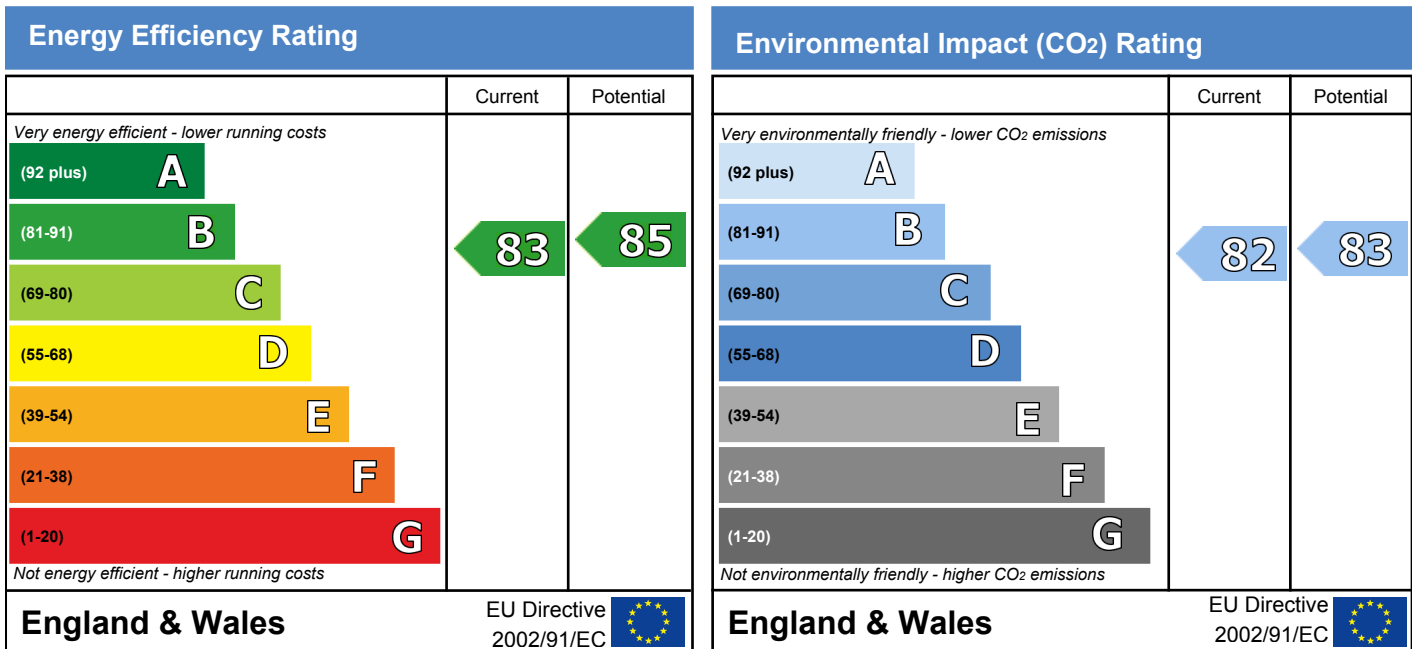 Energy Efficiency Rating
Current Potential
Very energy efficient - lower running costs
(92 plus) A
(81-91) B
83 85
(69-80) C
(55-68) D
(39-54) E
(21-38) F
(1-20) G
Not energy efficient - higher running costs
England & Wales
EU Directive
2002/91/EC
Environmental Impact (CO2) Rating
Current Potential
Very environmentally friendly - lower CO2 emissions
(92 plus) A
(81-91) B
82 83
(69-80) C
(55-68) D
(39-54) E
(21-38) F
(1-20) G
Not environmentally friendly - higher CO2 emissions
England & Wales
EU Directive
2002/91/EC